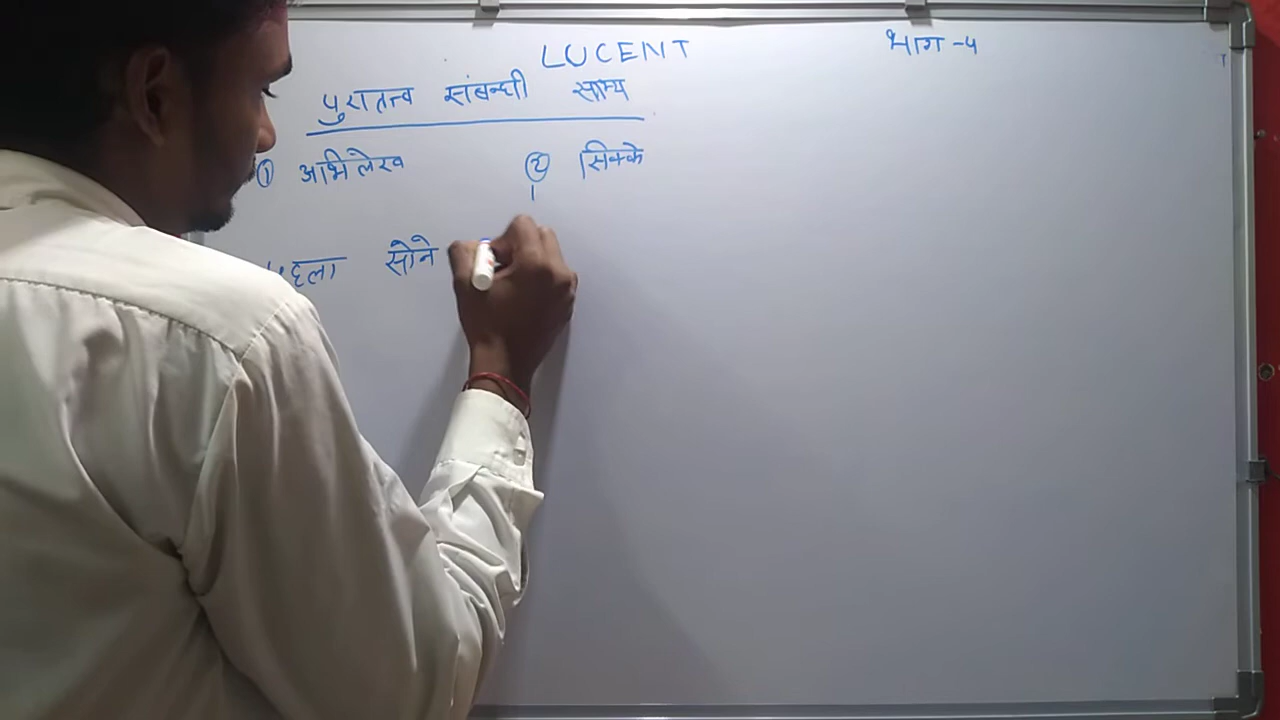 LUCENT
भाग -५
पुरातत्व संबन्धी साम्य
① अभिलेख ② सिक्के
पहला सोने